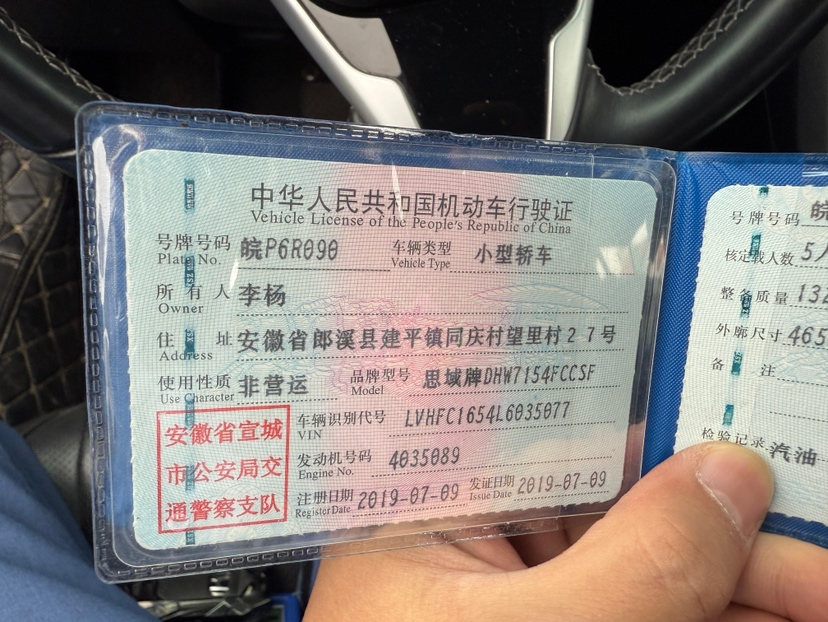 中华人民共和国机动车行驶证
Vehicle License of the People's Republic of China
号牌号码 皖P6R090 车辆类型 小型轿车
Plate No. Vehicle Type
所有人 李杨
Owner
住址 安徽省郎溪县建平镇同庆村望里村27号
Address
使用性质 非营运 品牌型号 思域牌DHW7154FCCSF
Use Character Model
安徽省宣城
市公安局交
通警察支队
车辆识别代号 LVHFC1654L6035077
VIN
发动机号码 4035089
Engine No.
注册日期 2019-07-09 发证日期 2019-07-09
Register Date Issue Date
号牌号码 皖
核定载人数 5人
整备质量 132
外廓尺寸 465
备注
检验记录 汽油